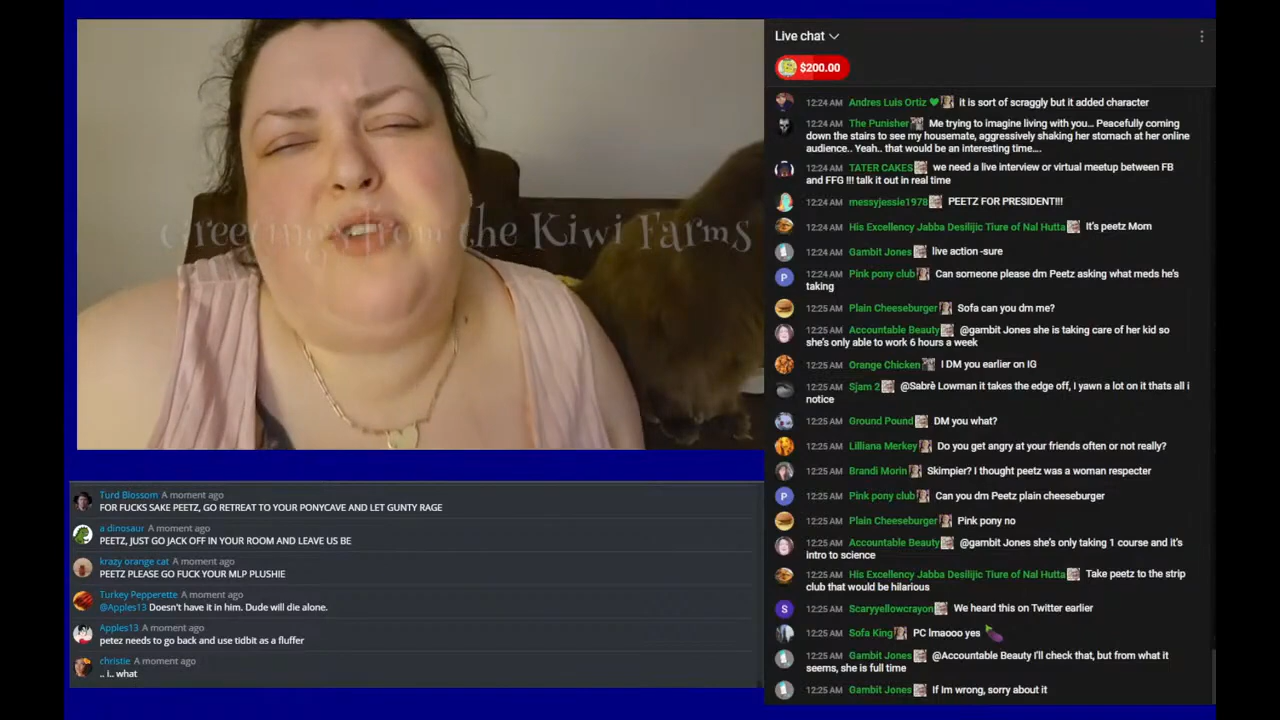 Greetings from the Kiwi Farms
Turd Blossom A moment ago
FOR FUCKS SAKE PEETZ, GO RETREAT TO YOUR PONYCAVE AND LET GUNTY RAGE
a dinosaur A moment ago
PEETZ, JUST GO JACK OFF IN YOUR ROOM AND LEAVE US BE
krazy orange cat A moment ago
PEETZ PLEASE GO FUCK YOUR MLP PLUSHIE
Turkey Pepperette A moment ago
@Apples13 Doesn't have it in him. Dude will die alone.
Apples13 A moment ago
petez needs to go back and use tidbit as a fluffer
christie A moment ago
.. I.. what
Live chat
$200.00
12:24 AM Andres Luis Ortiz it is sort of scraggly but it added character
12:24 AM The Punisher Me trying to imagine living with you... Peacefully coming
down the stairs to see my housemate, aggressively shaking her stomach at her online
audience.. Yeah.. that would be an interesting time....
12:24 AM TATER CAKES we need a live interview or virtual meetup between FB
and FFG !!! talk it out in real time
12:24 AM messyjessie1978 PEETZ FOR PRESIDENT!!!
12:24 AM His Excellency Jabba Desilijic Tiure of Nal Hutta It's peetz Mom
12:24 AM Gambit Jones live action -sure
12:24 AM Pink pony club Can someone please dm Peetz asking what meds he's
taking
12:25 AM Plain Cheeseburger Sofa can you dm me?
12:25 AM Accountable Beauty @gambit Jones she is taking care of her kid so
she's only able to work 6 hours a week
12:25 AM Orange Chicken I DM you earlier on IG
12:25 AM Sjam 2 @Sabrè Lowman it takes the edge off, I yawn a lot on it thats all i
notice
12:25 AM Ground Pound DM you what?
12:25 AM Lilliana Merkey Do you get angry at your friends often or not really?
12:25 AM Brandi Morin Skimpier? I thought peetz was a woman respecter
12:25 AM Pink pony club Can you dm Peetz plain cheeseburger
12:25 AM Plain Cheeseburger Pink pony no
12:25 AM Accountable Beauty @gambit Jones she's only taking 1 course and it's
intro to science
12:25 AM His Excellency Jabba Desilijic Tiure of Nal Hutta Take peetz to the strip
club that would be hilarious
12:25 AM Scaryyellowcrayon We heard this on Twitter earlier
12:25 AM Sofa King PC lmaooo yes
12:25 AM Gambit Jones @Accountable Beauty I'll check that, but from what it
seems, she is full time
12:25 AM Gambit Jones If Im wrong, sorry about it